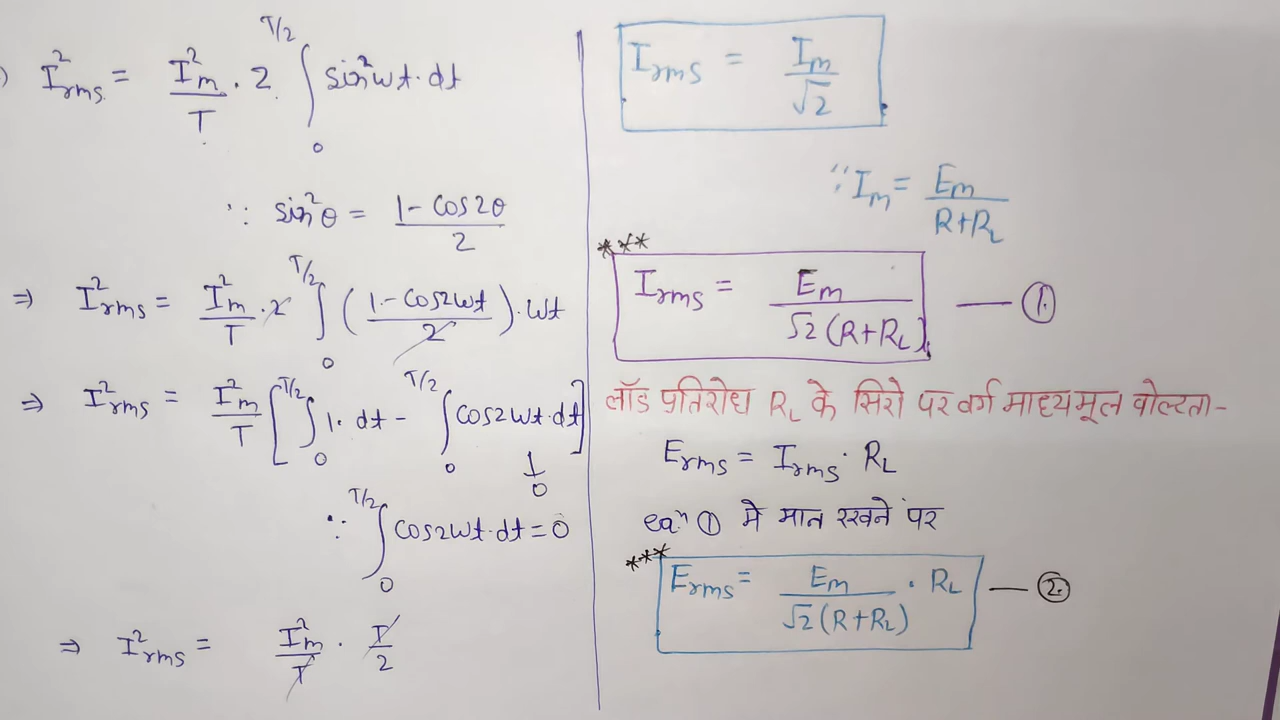 ⇒ I²rms = I²m/T · 2 ∫₀^(T/2) sin²ωt · dt
∵ sin²θ = (1 - cos2θ)/2
⇒ I²rms = I²m/T · 2 ∫₀^(T/2) ((1 - cos2ωt)/2) · ωt
⇒ I²rms = I²m/T [∫₀^(T/2) 1 · dt - ∫₀^(T/2) cos2ωt · dt]
↓
0
∵ ∫₀^(T/2) cos2ωt · dt = 0
⇒ I²rms = I²m/T · T/2
Irms = Im/√2
∵ Im = Em/(R+RL)
***
Irms = Em/(√2 (R+RL)) — ①
लॉड प्रतिरोध RL के सिरो पर वर्ग माध्यमूल वोल्टता -
Erms = Irms · RL
eqⁿ ① मे मान रखने पर
***
Erms = Em/(√2 (R+RL)) · RL — ②